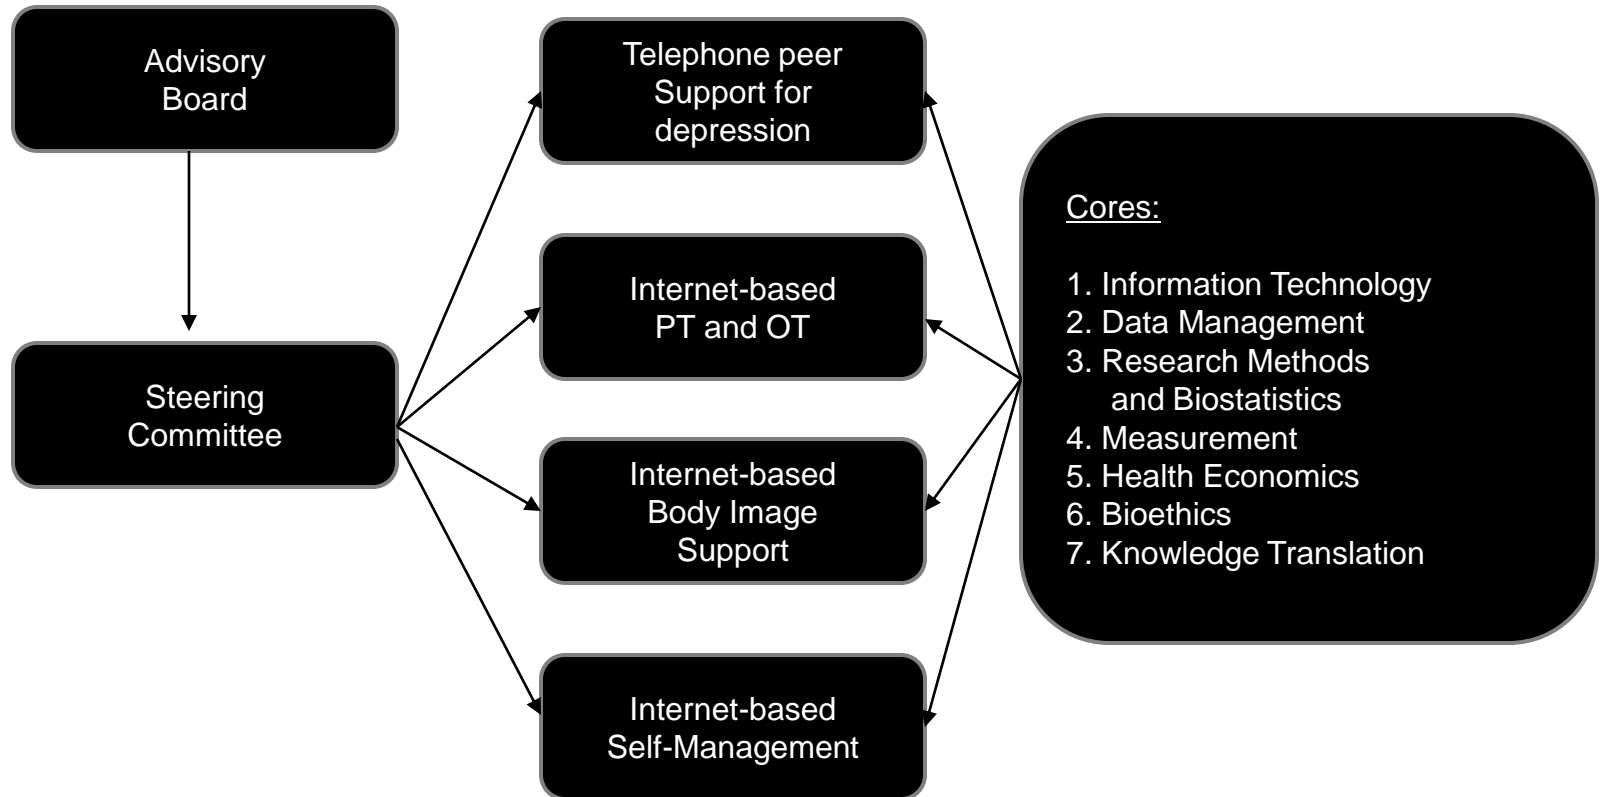 Advisory
Board
Steering
Committee
Telephone peer
Support for
depression
Internet-based
PT and OT
Internet-based
Body Image
Support
Internet-based
Self-Management
Cores:
1. Information Technology
2. Data Management
3. Research Methods
and Biostatistics
4. Measurement
5. Health Economics
6. Bioethics
7. Knowledge Translation